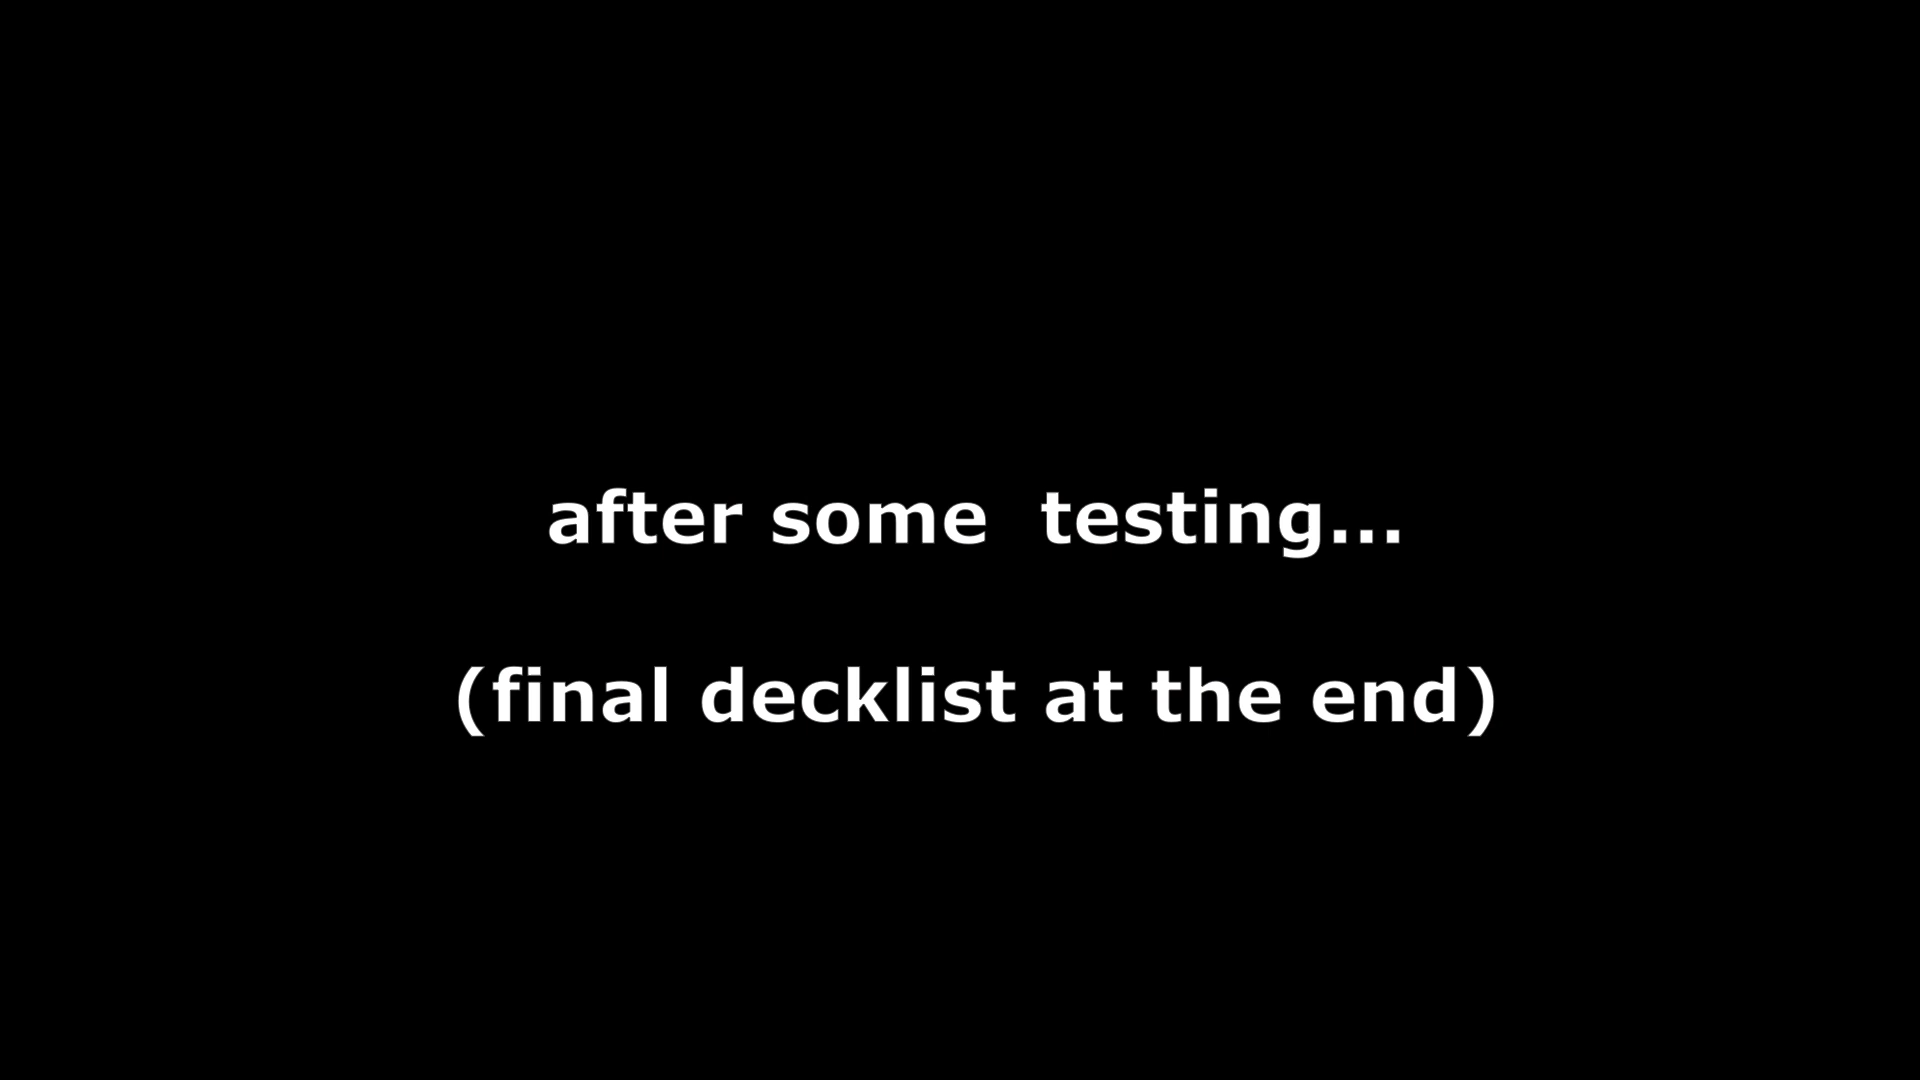 after some  testing...
(final decklist at the end)